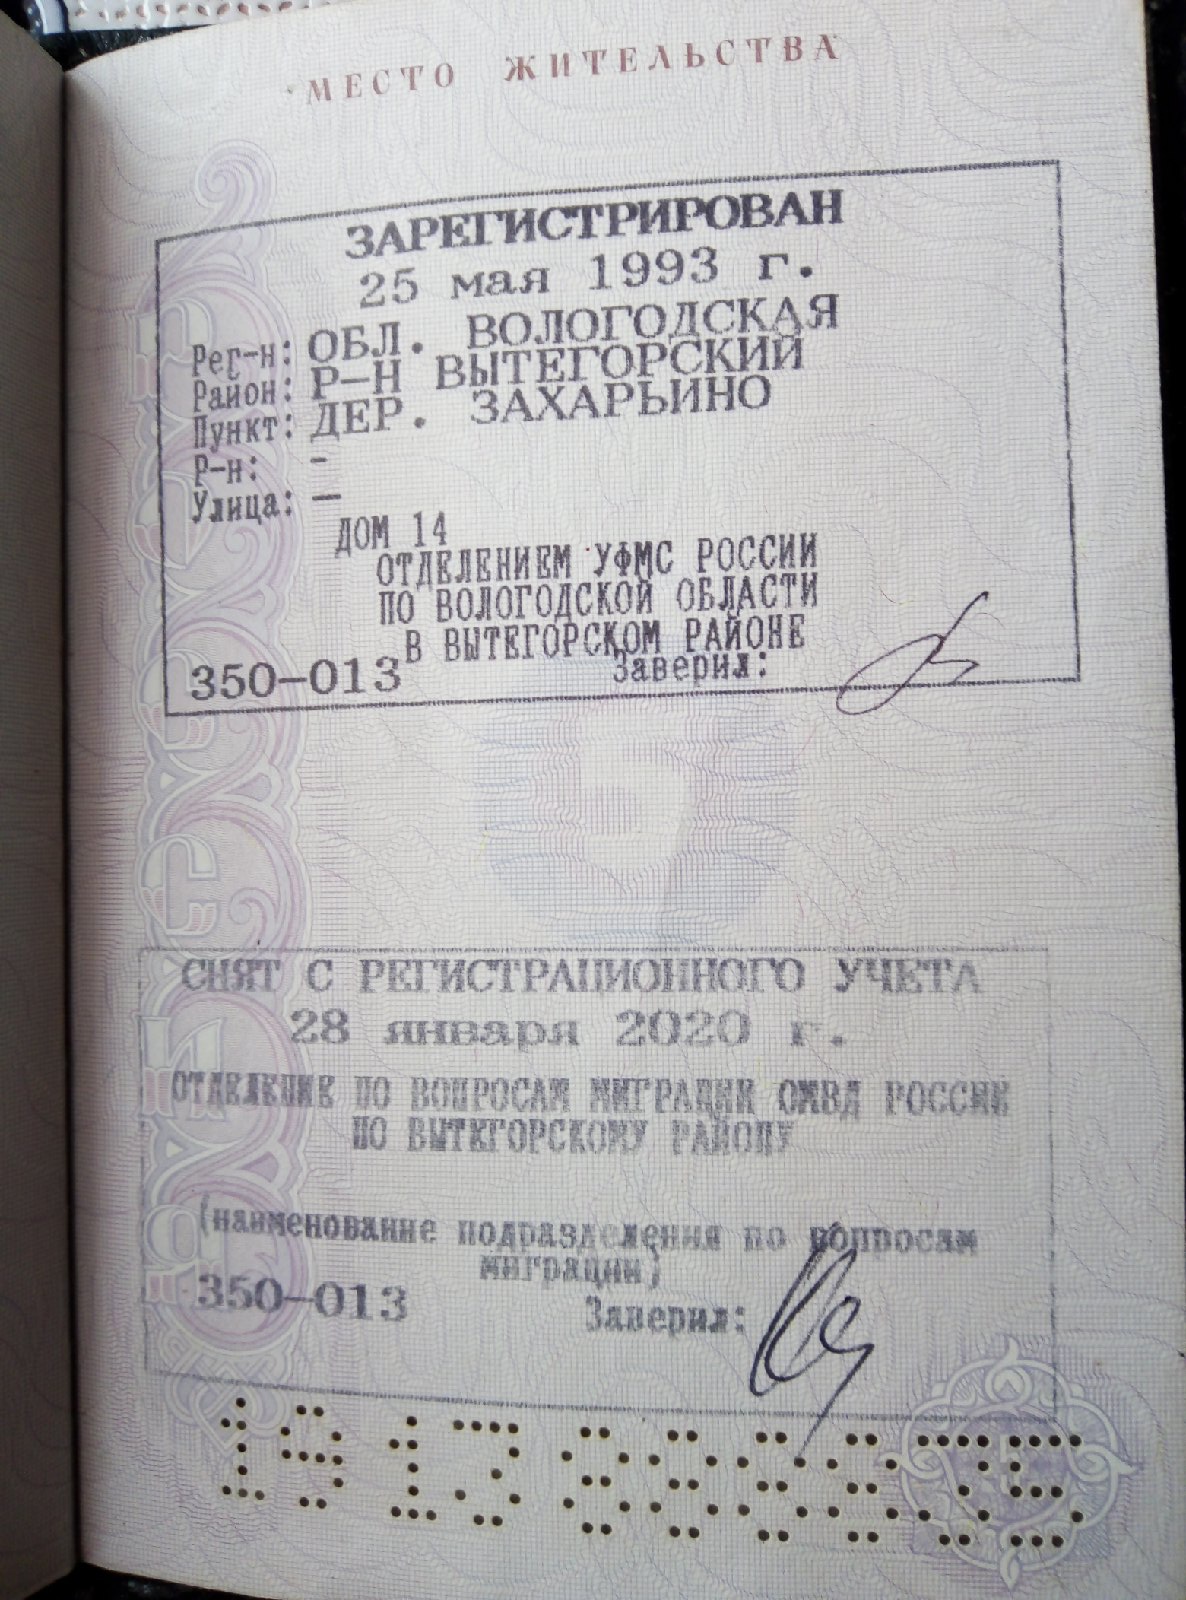 МЕСТО ЖИТЕЛЬСТВА
ЗАРЕГИСТРИРОВАН
25 мая 1993 г.
Рег-н: ОБЛ. ВОЛОГОДСКАЯ
Район: Р-Н ВЫТЕГОРСКИЙ
Пункт: ДЕР. ЗАХАРЬИНО
Р-н: -
Улица: —
ДОМ 14
ОТДЕЛЕНИЕМ УФМС РОССИИ
ПО ВОЛОГОДСКОЙ ОБЛАСТИ
В ВЫТЕГОРСКОМ РАЙОНЕ
350-013 Заверил:
СНЯТ С РЕГИСТРАЦИОННОГО УЧЕТА
28 января 2020 г.
ОТДЕЛЕНИЕ ПО ВОПРОСАМ МИГРАЦИИ ОМВД РОССИИ
ПО ВЫТЕГОРСКОМУ РАЙОНУ
(наименование подразделения по вопросам
миграции)
350-013 Заверил: